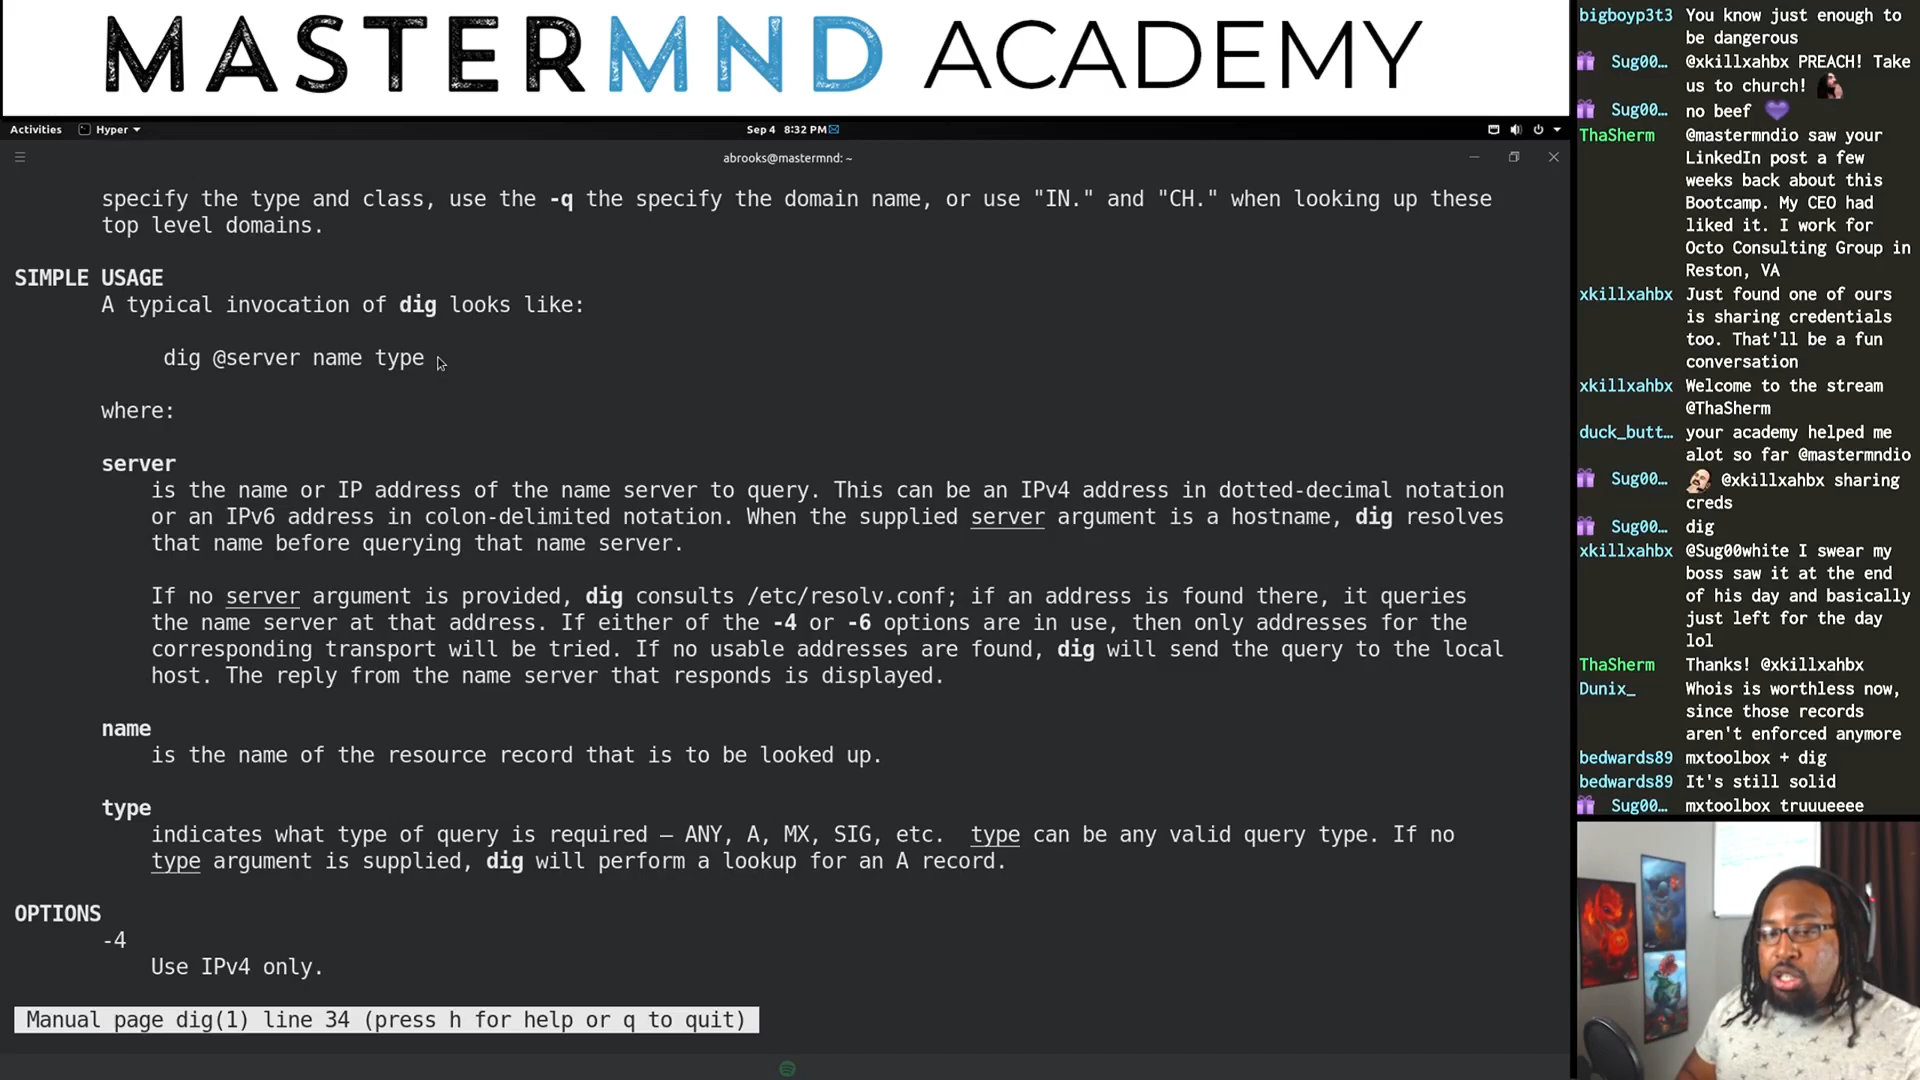 MASTERMND ACADEMY
Activities Hyper Sep 4 8:32 PM
abrooks@mastermnd: ~
specify the type and class, use the -q the specify the domain name, or use "IN." and "CH." when looking up these
top level domains.
SIMPLE USAGE
A typical invocation of dig looks like:
dig @server name type
where:
server
is the name or IP address of the name server to query. This can be an IPv4 address in dotted-decimal notation
or an IPv6 address in colon-delimited notation. When the supplied server argument is a hostname, dig resolves
that name before querying that name server.
If no server argument is provided, dig consults /etc/resolv.conf; if an address is found there, it queries
the name server at that address. If either of the -4 or -6 options are in use, then only addresses for the
corresponding transport will be tried. If no usable addresses are found, dig will send the query to the local
host. The reply from the name server that responds is displayed.
name
is the name of the resource record that is to be looked up.
type
indicates what type of query is required — ANY, A, MX, SIG, etc. type can be any valid query type. If no
type argument is supplied, dig will perform a lookup for an A record.
OPTIONS
-4
Use IPv4 only.
Manual page dig(1) line 34 (press h for help or q to quit)
bigboyp3t3 You know just enough to
be dangerous
Sug00… @xkillxahbx PREACH! Take
us to church!
Sug00… no beef
ThaSherm @mastermndio saw your
LinkedIn post a few
weeks back about this
Bootcamp. My CEO had
liked it. I work for
Octo Consulting Group in
Reston, VA
xkillxahbx Just found one of ours
is sharing credentials
too. That'll be a fun
conversation
xkillxahbx Welcome to the stream
@ThaSherm
duck_butt… your academy helped me
alot so far @mastermndio
Sug00… @xkillxahbx sharing
creds
Sug00… dig
xkillxahbx @Sug00white I swear my
boss saw it at the end
of his day and basically
just left for the day
lol
ThaSherm Thanks! @xkillxahbx
Dunix_ Whois is worthless now,
since those records
aren't enforced anymore
bedwards89 mxtoolbox + dig
bedwards89 It's still solid
Sug00… mxtoolbox truuueeee